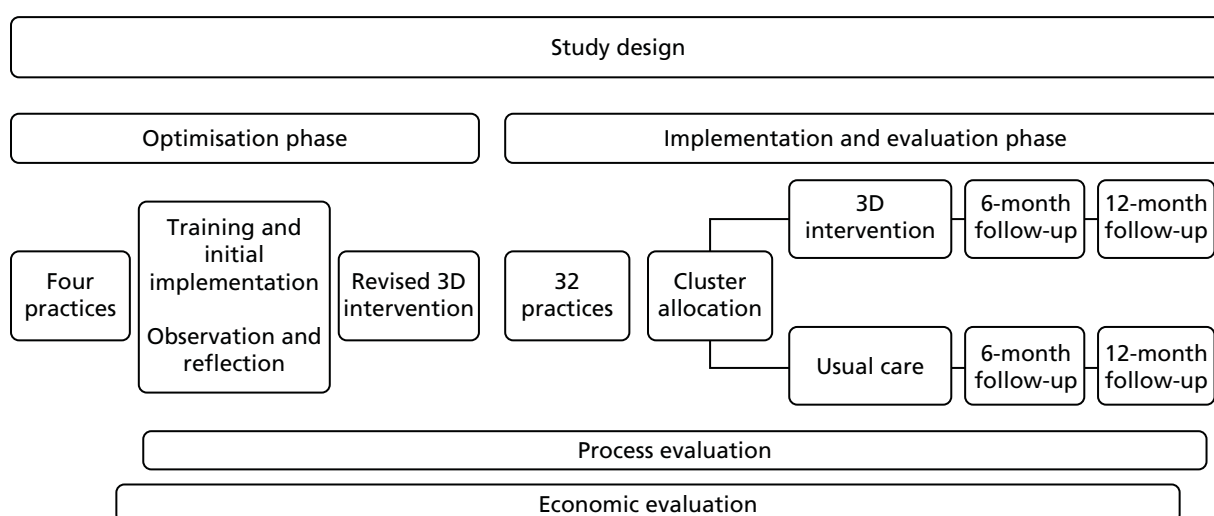 Study design
Optimisation phase
Implementation and evaluation phase
Four
practices
Training and
initial
implementation
Observation and
reflection
Revised 3D
intervention
32
practices
Cluster
allocation
3D
intervention
6-month
follow-up
12-month
follow-up
Usual care
6-month
follow-up
12-month
follow-up
Process evaluation
Economic evaluation